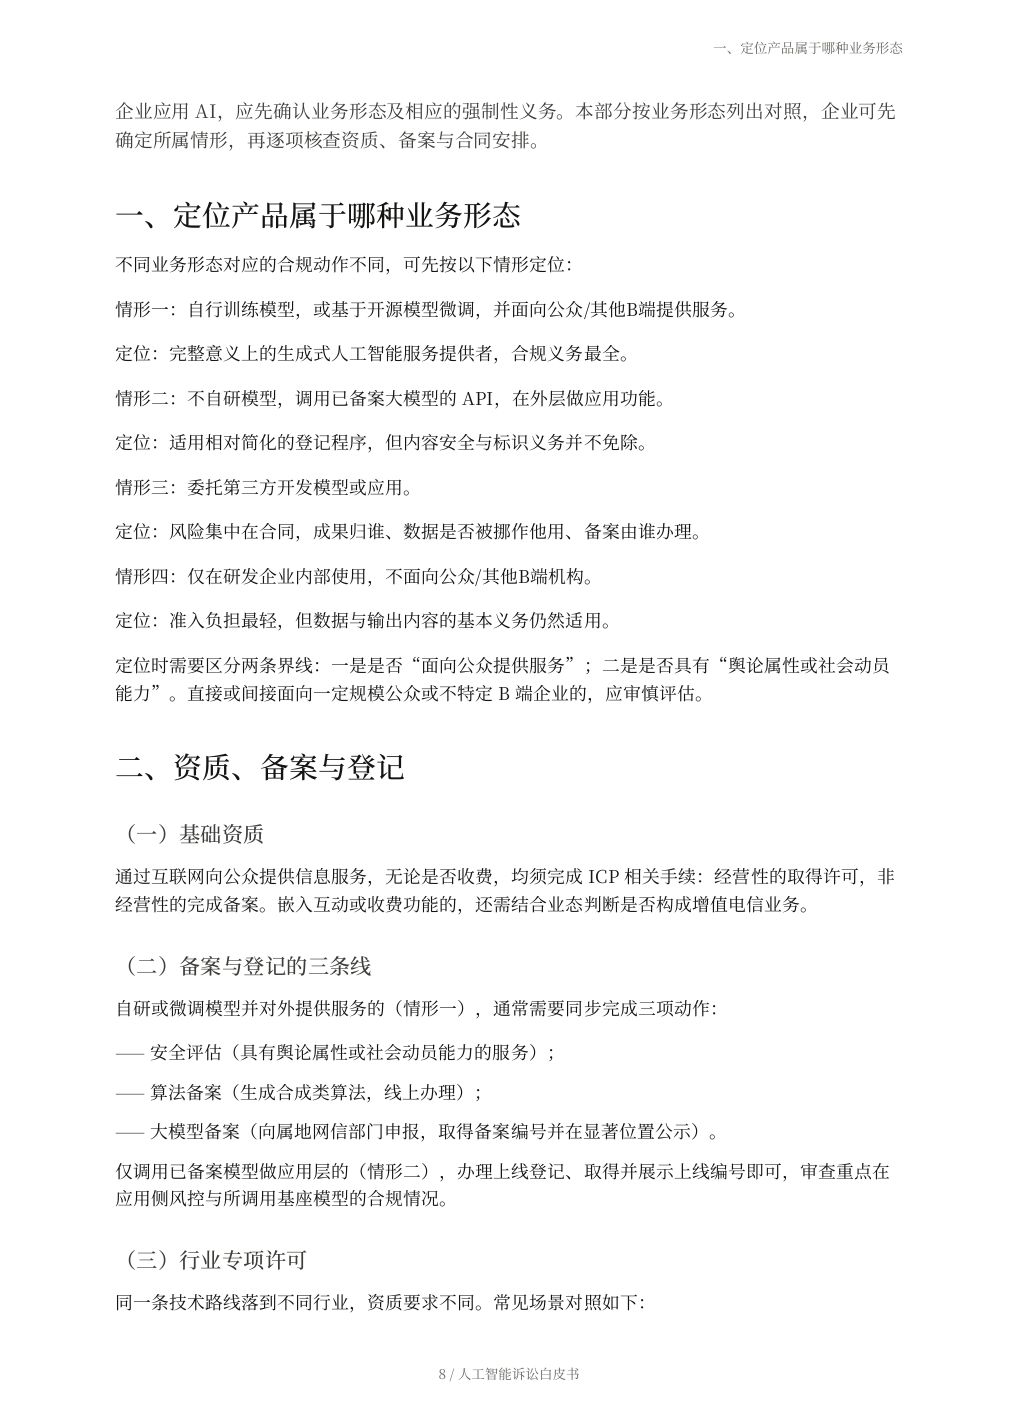 一、定位产品属于哪种业务形态
企业应用 AI，应先确认业务形态及相应的强制性义务。本部分按业务形态列出对照，企业可先
确定所属情形，再逐项核查资质、备案与合同安排。
一、定位产品属于哪种业务形态
不同业务形态对应的合规动作不同，可先按以下情形定位：
情形一：自行训练模型，或基于开源模型微调，并面向公众/其他B端提供服务。
定位：完整意义上的生成式人工智能服务提供者，合规义务最全。
情形二：不自研模型，调用已备案大模型的 API，在外层做应用功能。
定位：适用相对简化的登记程序，但内容安全与标识义务并不免除。
情形三：委托第三方开发模型或应用。
定位：风险集中在合同，成果归谁、数据是否被挪作他用、备案由谁办理。
情形四：仅在研发企业内部使用，不面向公众/其他B端机构。
定位：准入负担最轻，但数据与输出内容的基本义务仍然适用。
定位时需要区分两条界线：一是是否“面向公众提供服务”；二是是否具有“舆论属性或社会动员
能力”。直接或间接面向一定规模公众或不特定 B 端企业的，应审慎评估。
二、资质、备案与登记
（一）基础资质
通过互联网向公众提供信息服务，无论是否收费，均须完成 ICP 相关手续：经营性的取得许可，非
经营性的完成备案。嵌入互动或收费功能的，还需结合业态判断是否构成增值电信业务。
（二）备案与登记的三条线
自研或微调模型并对外提供服务的（情形一），通常需要同步完成三项动作：
—— 安全评估（具有舆论属性或社会动员能力的服务）；
—— 算法备案（生成合成类算法，线上办理）；
—— 大模型备案（向属地网信部门申报，取得备案编号并在显著位置公示）。
仅调用已备案模型做应用层的（情形二），办理上线登记、取得并展示上线编号即可，审查重点在
应用侧风控与所调用基座模型的合规情况。
（三）行业专项许可
同一条技术路线落到不同行业，资质要求不同。常见场景对照如下：
8 / 人工智能诉讼白皮书